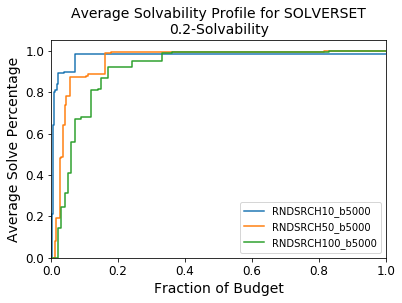 Average Solvability Profile for SOLVERSET
0.2-Solvability
Average Solve Percentage
1.0
0.8
0.6
0.4
0.2
0.0
0.0 0.2 0.4 0.6 0.8 1.0
Fraction of Budget
RNDSRCH10_b5000
RNDSRCH50_b5000
RNDSRCH100_b5000